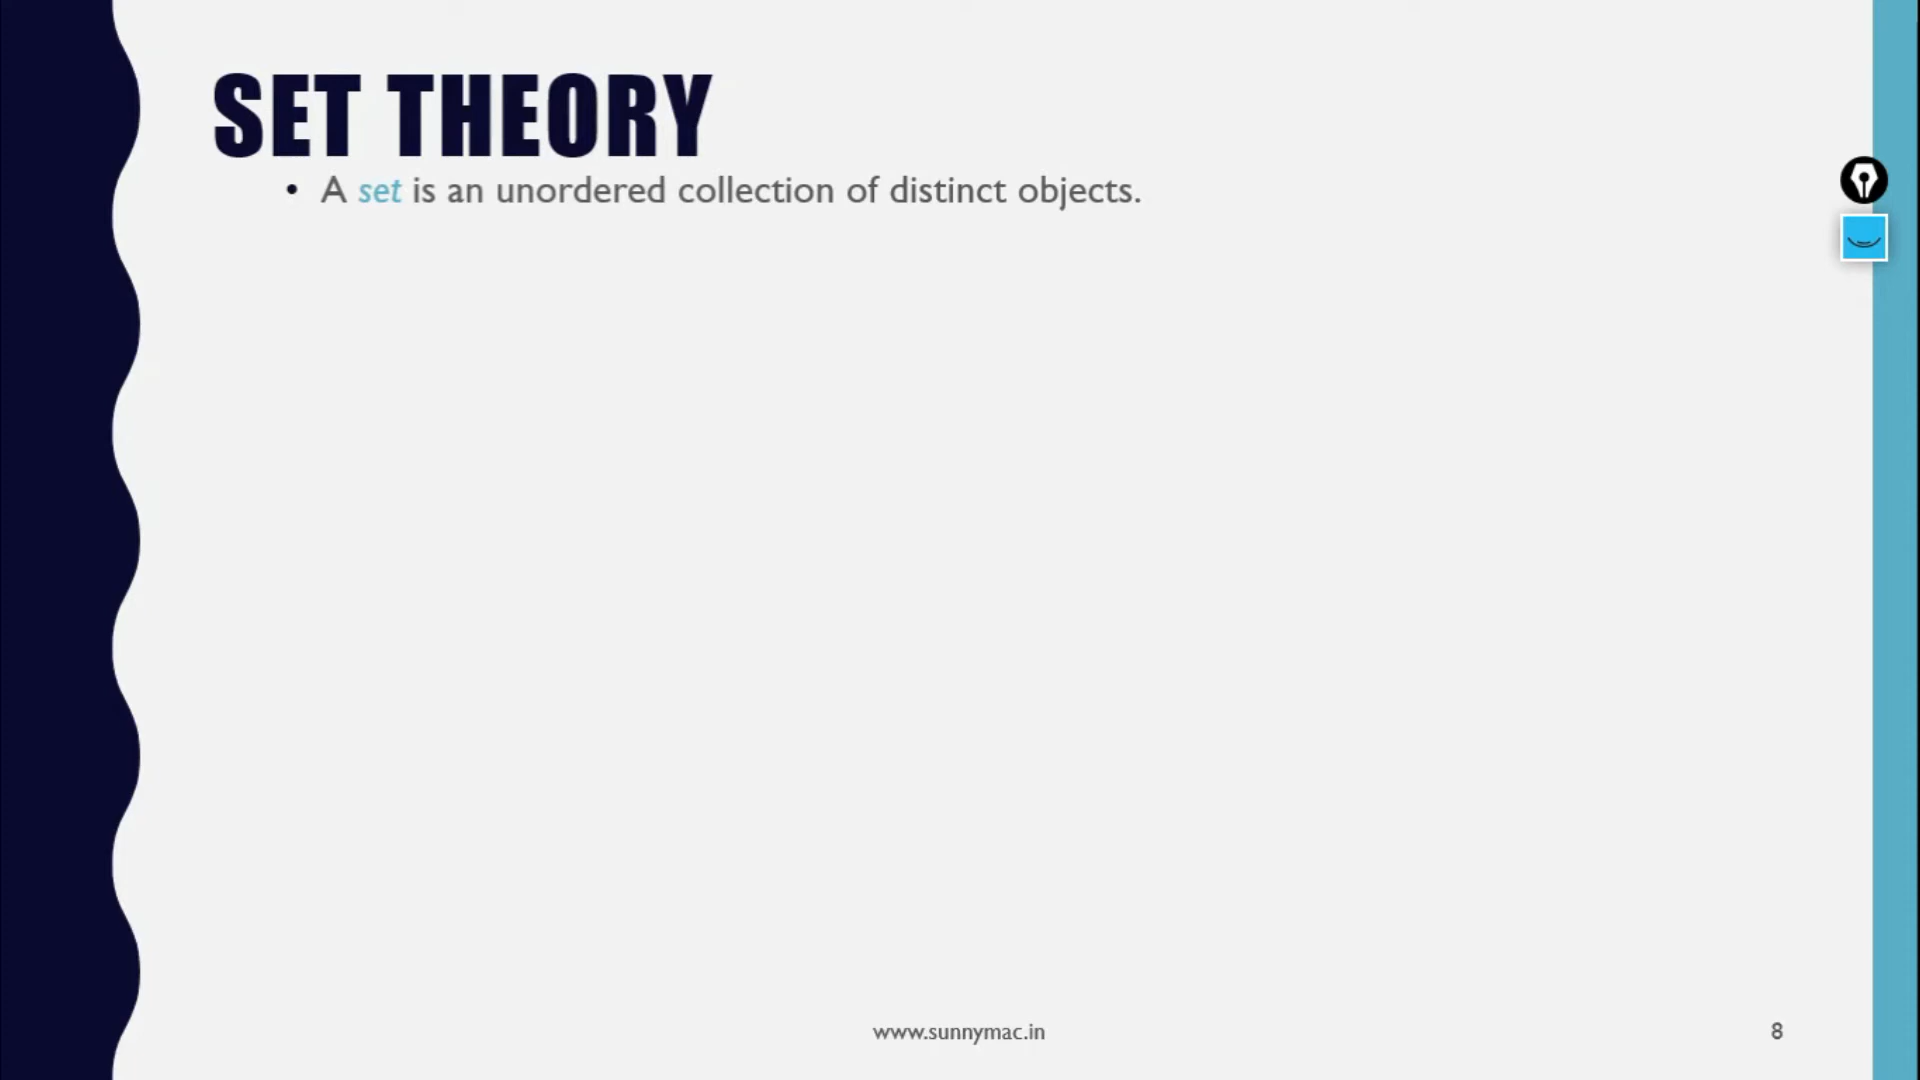 SET THEORY
• A set is an unordered collection of distinct objects.
www.sunnymac.in
8